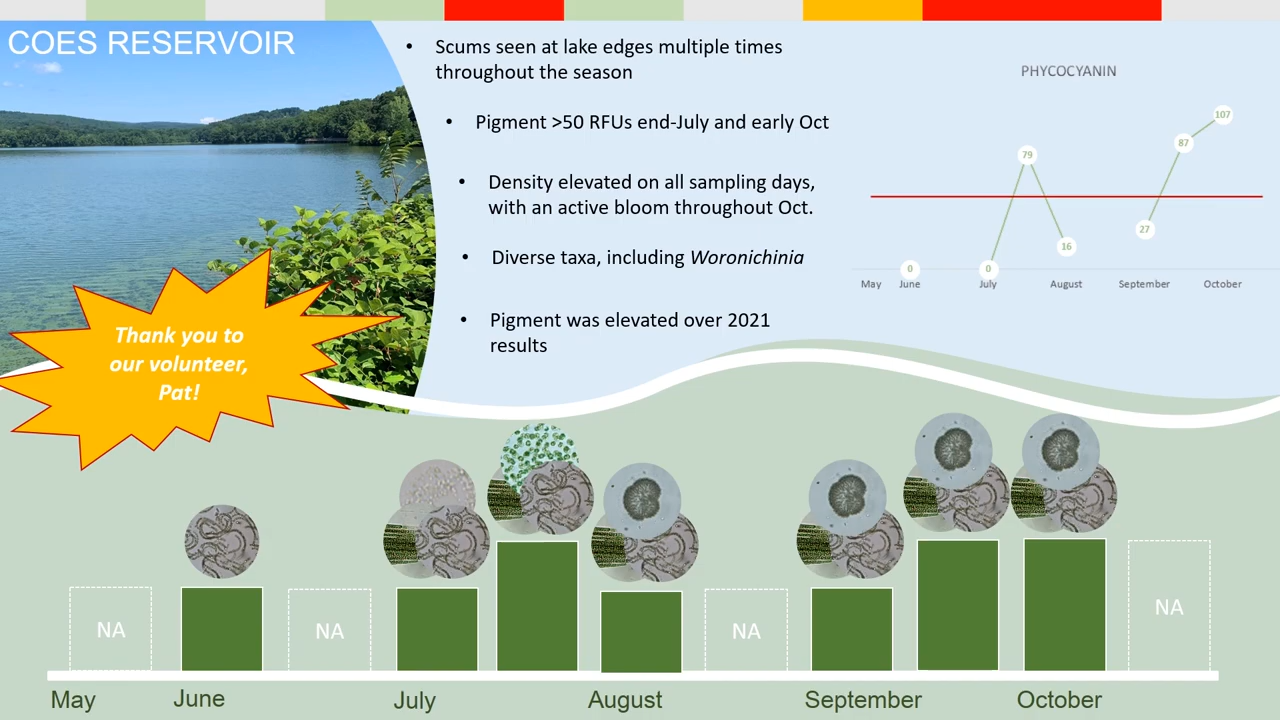 COES RESERVOIR
• Scums seen at lake edges multiple times
throughout the season
• Pigment >50 RFUs end-July and early Oct
• Density elevated on all sampling days,
with an active bloom throughout Oct.
• Diverse taxa, including Woronichinia
• Pigment was elevated over 2021
results
PHYCOCYANIN
107
87
79
27
16
0
0
May June July August September October
Thank you to
our volunteer,
Pat!
NA
NA
NA
NA
May June July August September October